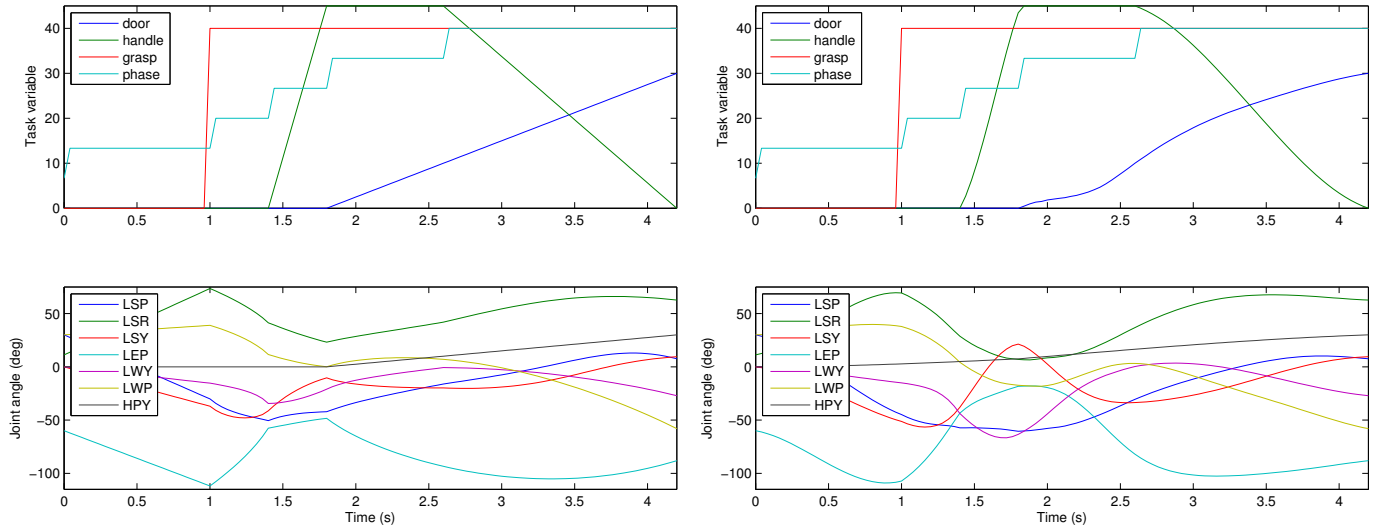 door
handle
grasp
phase
Task variable
40
30
20
10
0
0 0.5 1 1.5 2 2.5 3 3.5 4
door
handle
grasp
phase
Task variable
40
30
20
10
0
0 0.5 1 1.5 2 2.5 3 3.5 4
LSP
LSR
LSY
LEP
LWY
LWP
HPY
Joint angle (deg)
50
0
−50
−100
0 0.5 1 1.5 2 2.5 3 3.5 4
Time (s)
LSP
LSR
LSY
LEP
LWY
LWP
HPY
Joint angle (deg)
50
0
−50
−100
0 0.5 1 1.5 2 2.5 3 3.5 4
Time (s)